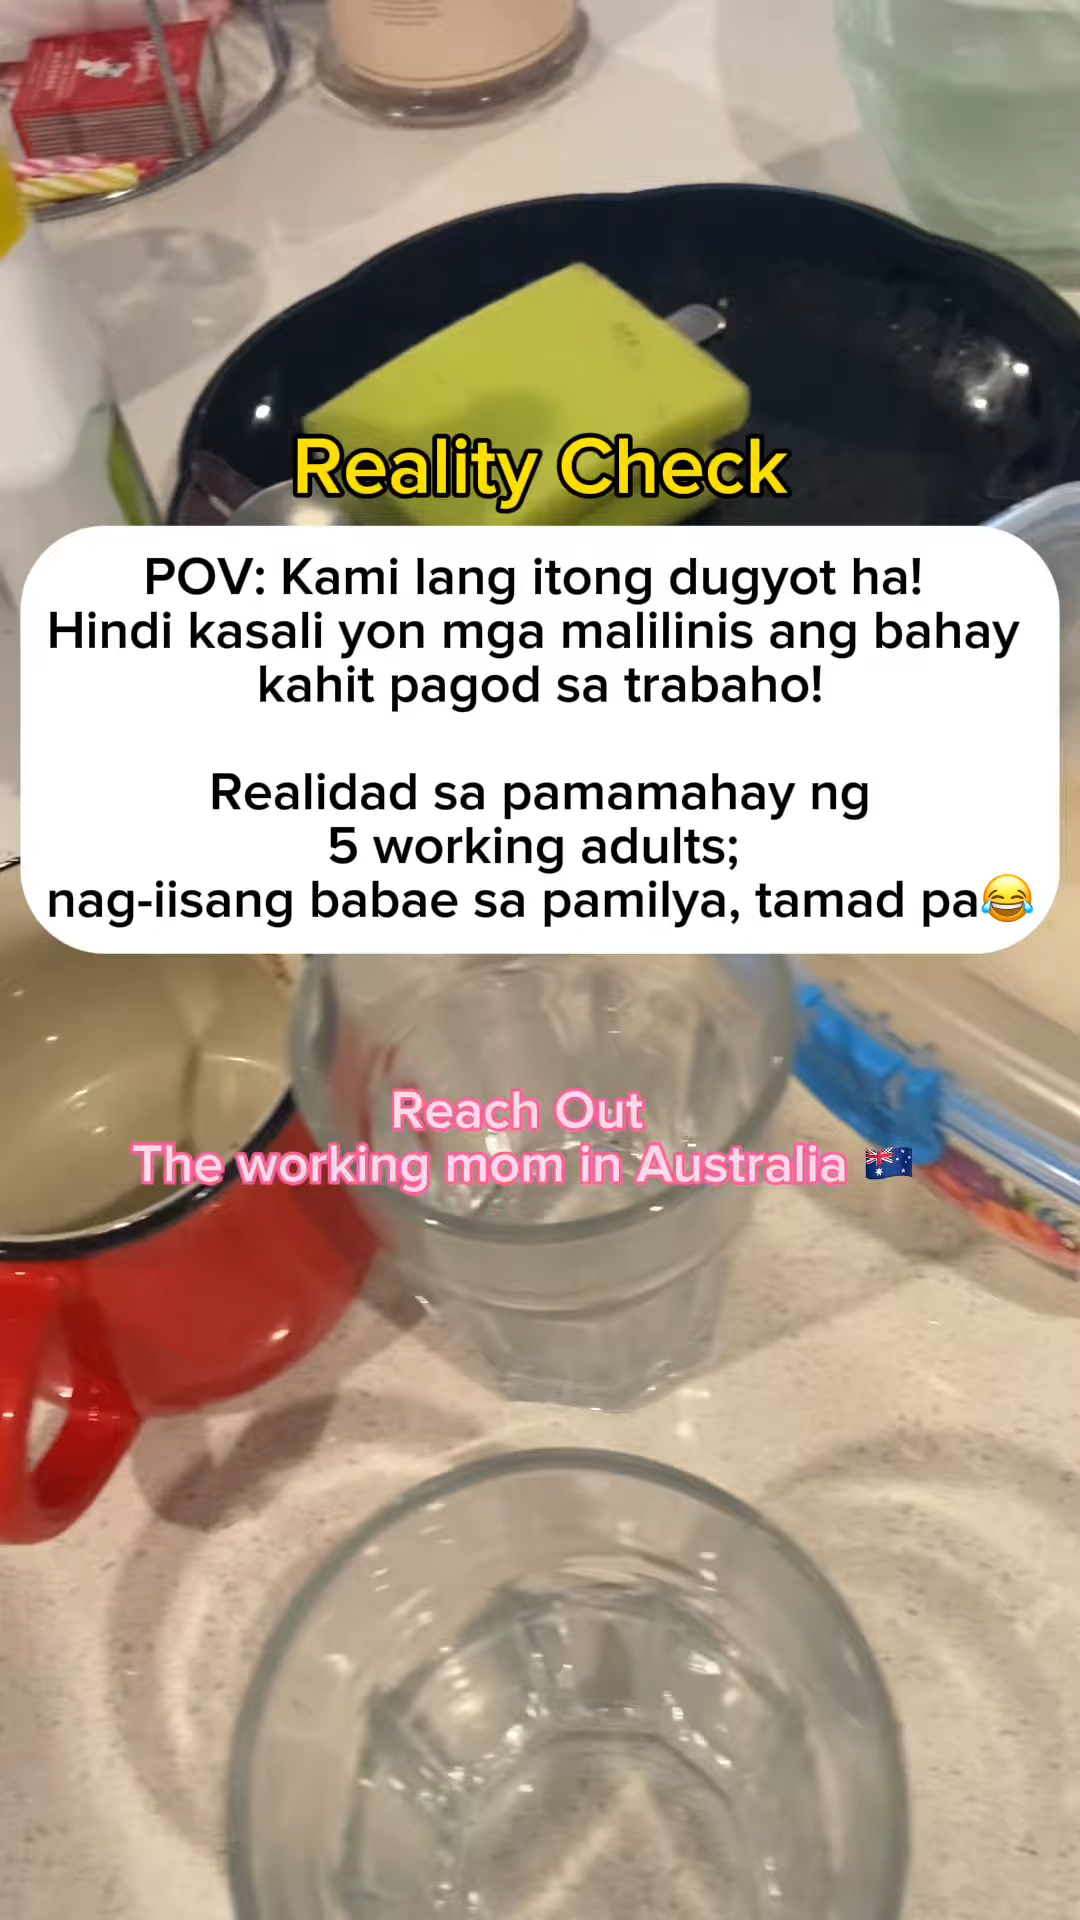 Reality Check
POV: Kami lang itong dugyot ha!
Hindi kasali yon mga malilinis ang bahay
kahit pagod sa trabaho!
Realidad sa pamamahay ng
5 working adults;
nag-iisang babae sa pamilya, tamad pa😂
Reach Out
The working mom in Australia 🇦🇺